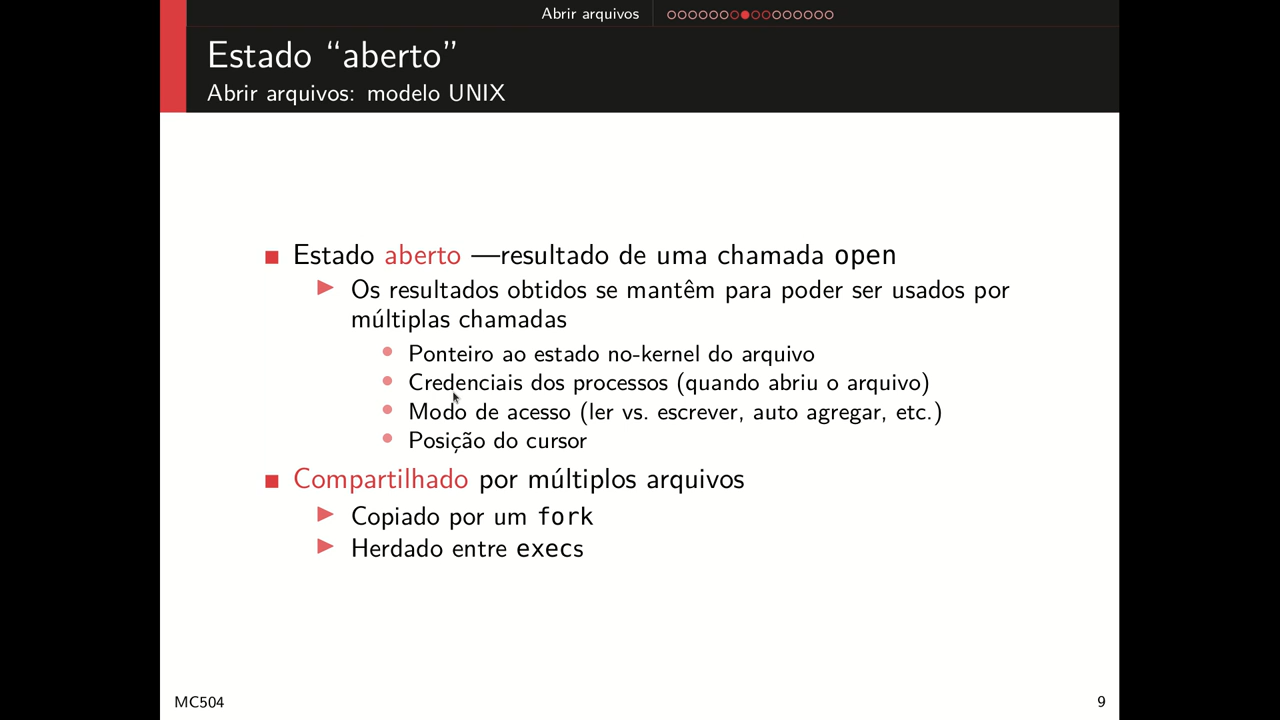 Abrir arquivos
Estado “aberto”
Abrir arquivos: modelo UNIX
Estado aberto —resultado de uma chamada open
Os resultados obtidos se mantêm para poder ser usados por
múltiplas chamadas
Ponteiro ao estado no-kernel do arquivo
Credenciais dos processos (quando abriu o arquivo)
Modo de acesso (ler vs. escrever, auto agregar, etc.)
Posição do cursor
Compartilhado por múltiplos arquivos
Copiado por um fork
Herdado entre execs
MC504
9